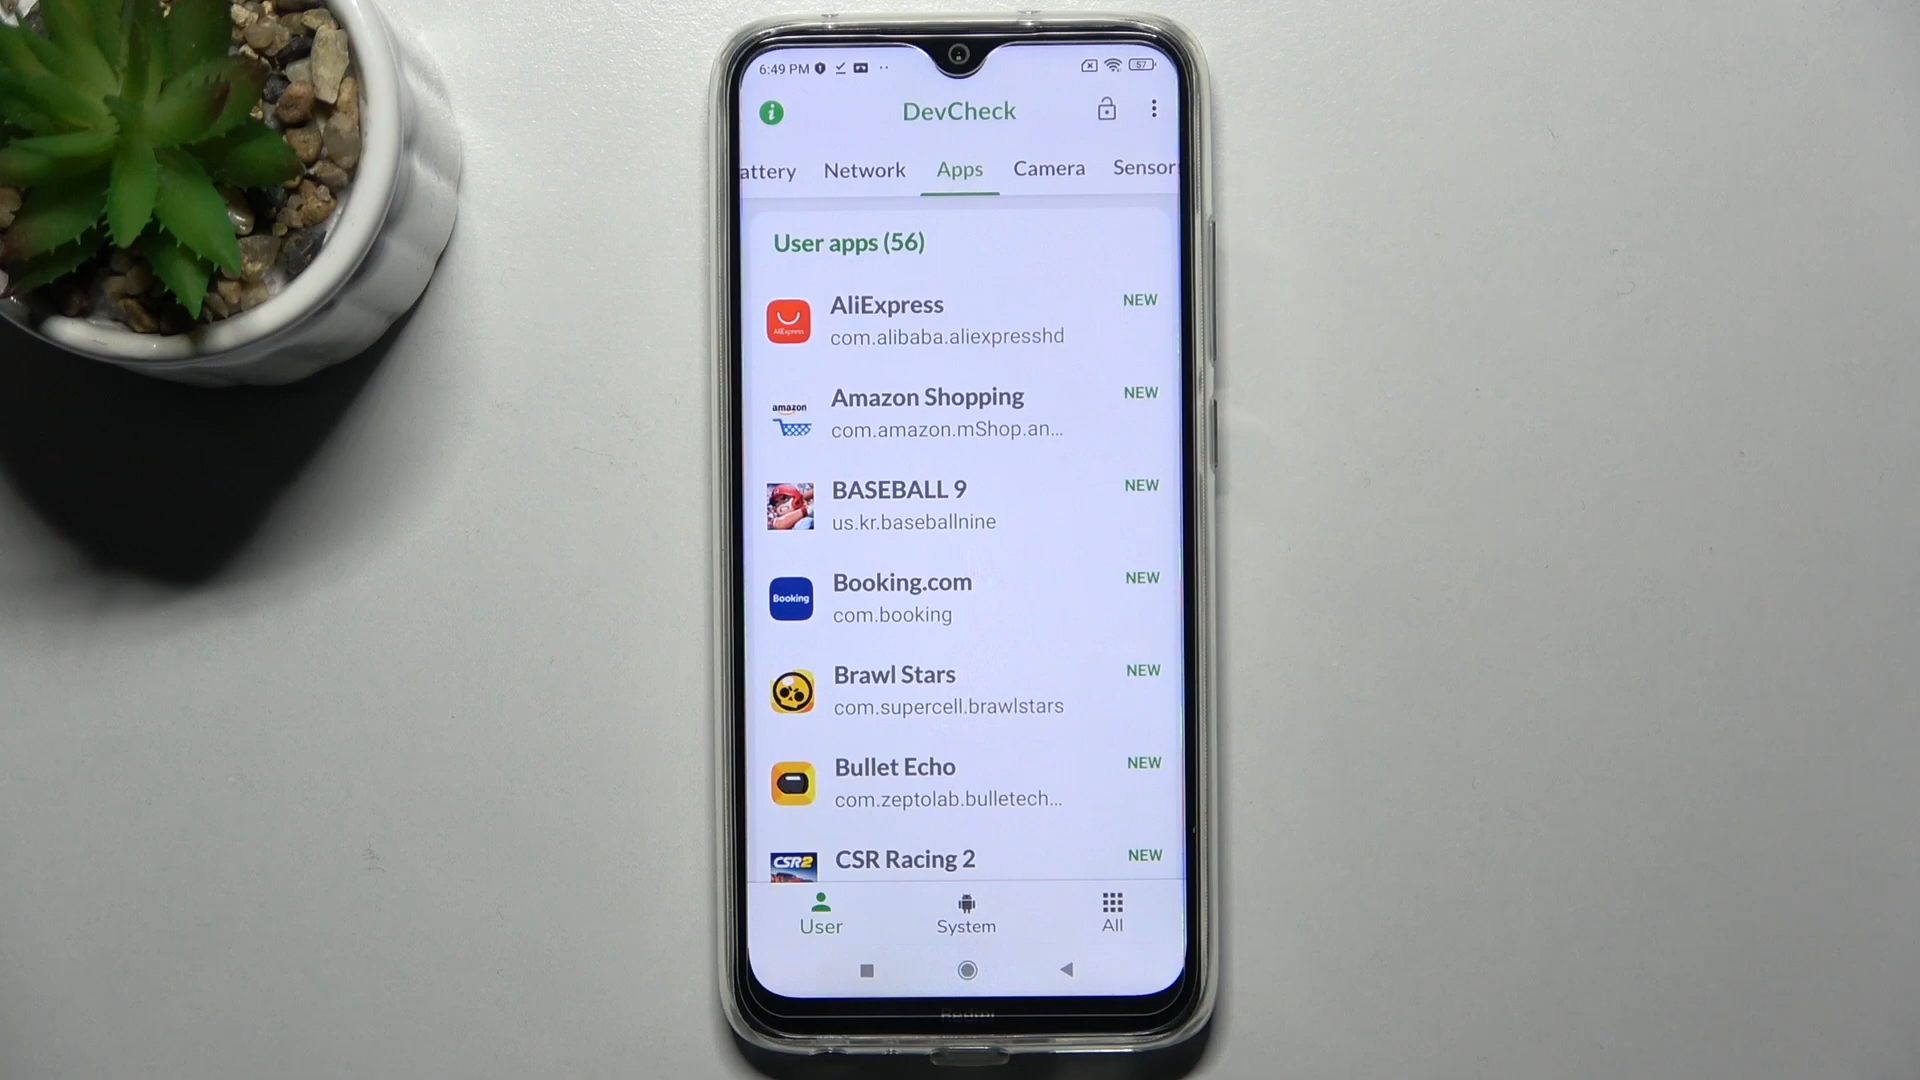 6:49 PM 57
DevCheck
attery Network Apps Camera Sensor
User apps (56)
AliExpress NEW
com.alibaba.aliexpresshd
Amazon Shopping NEW
com.amazon.mShop.an...
BASEBALL 9 NEW
us.kr.baseballnine
Booking.com NEW
com.booking
Brawl Stars NEW
com.supercell.brawlstars
Bullet Echo NEW
com.zeptolab.bulletech...
CSR Racing 2 NEW
User System All
AliExpress
amazon
Booking
CSR2
Redmi